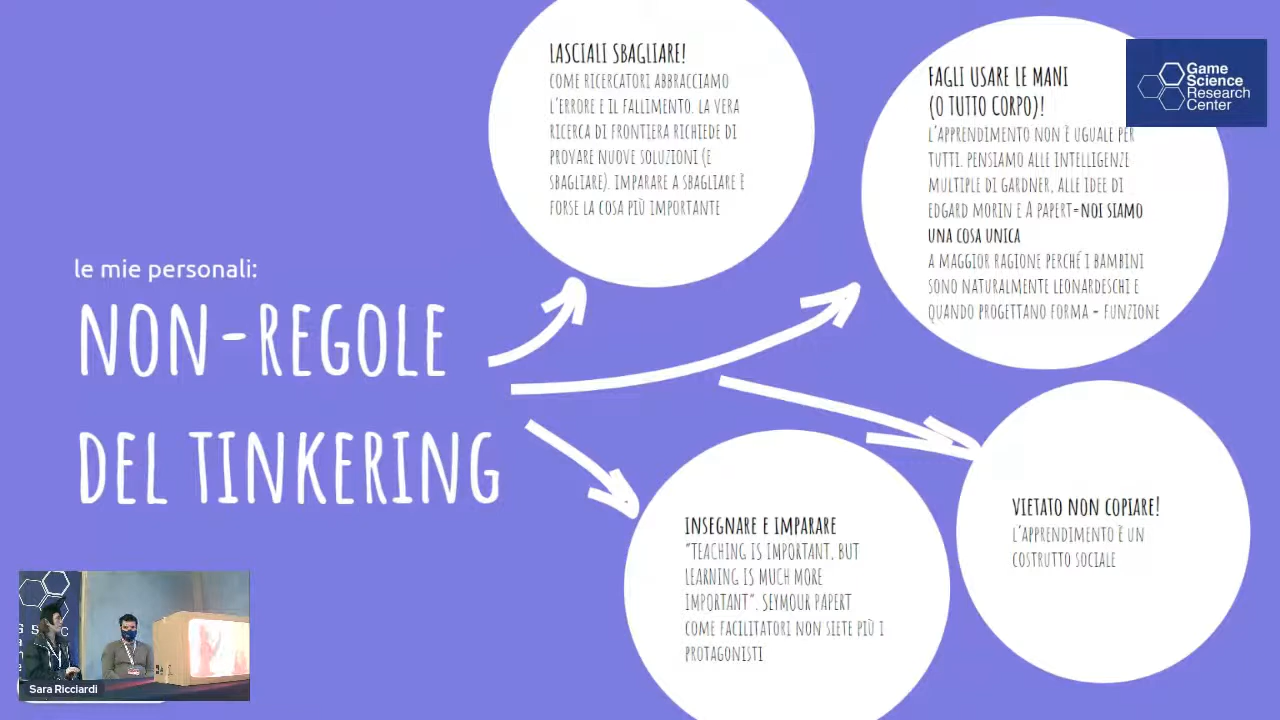 le mie personali:
NON-REGOLE
DEL TINKERING
LASCIALI SBAGLIARE!
COME RICERCATORI ABBRACCIAMO
L'ERRORE E IL FALLIMENTO. LA VERA
RICERCA DI FRONTIERA RICHIEDE DI
PROVARE NUOVE SOLUZIONI (E
SBAGLIARE). IMPARARE A SBAGLIARE È
FORSE LA COSA PIÙ IMPORTANTE
FAGLI USARE LE MANI
(O TUTTO CORPO)!
L'APPRENDIMENTO NON È UGUALE PER
TUTTI. PENSIAMO ALLE INTELLIGENZE
MULTIPLE DI GARDNER, ALLE IDEE DI
EDGARD MORIN E A PAPERT=NOI SIAMO
UNA COSA UNICA
A MAGGIOR RAGIONE PERCHÉ I BAMBINI
SONO NATURALMENTE LEONARDESCHI E
QUANDO PROGETTANO FORMA = FUNZIONE
INSEGNARE E IMPARARE
"TEACHING IS IMPORTANT, BUT
LEARNING IS MUCH MORE
IMPORTANT". SEYMOUR PAPERT
COME FACILITATORI NON SIETE PIÙ I
PROTAGONISTI
VIETATO NON COPIARE!
L'APPRENDIMENTO È UN
COSTRUTTO SOCIALE
Game
Science
Research
Center
Sara Ricciardi